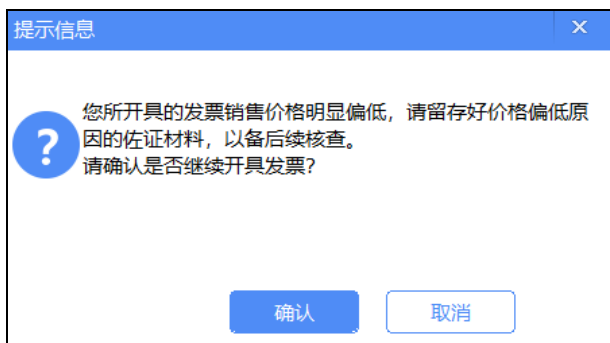 提示信息
您所开具的发票销售价格明显偏低，请留存好价格偏低原
因的佐证材料，以备后续核查。
请确认是否继续开具发票？
确认
取消